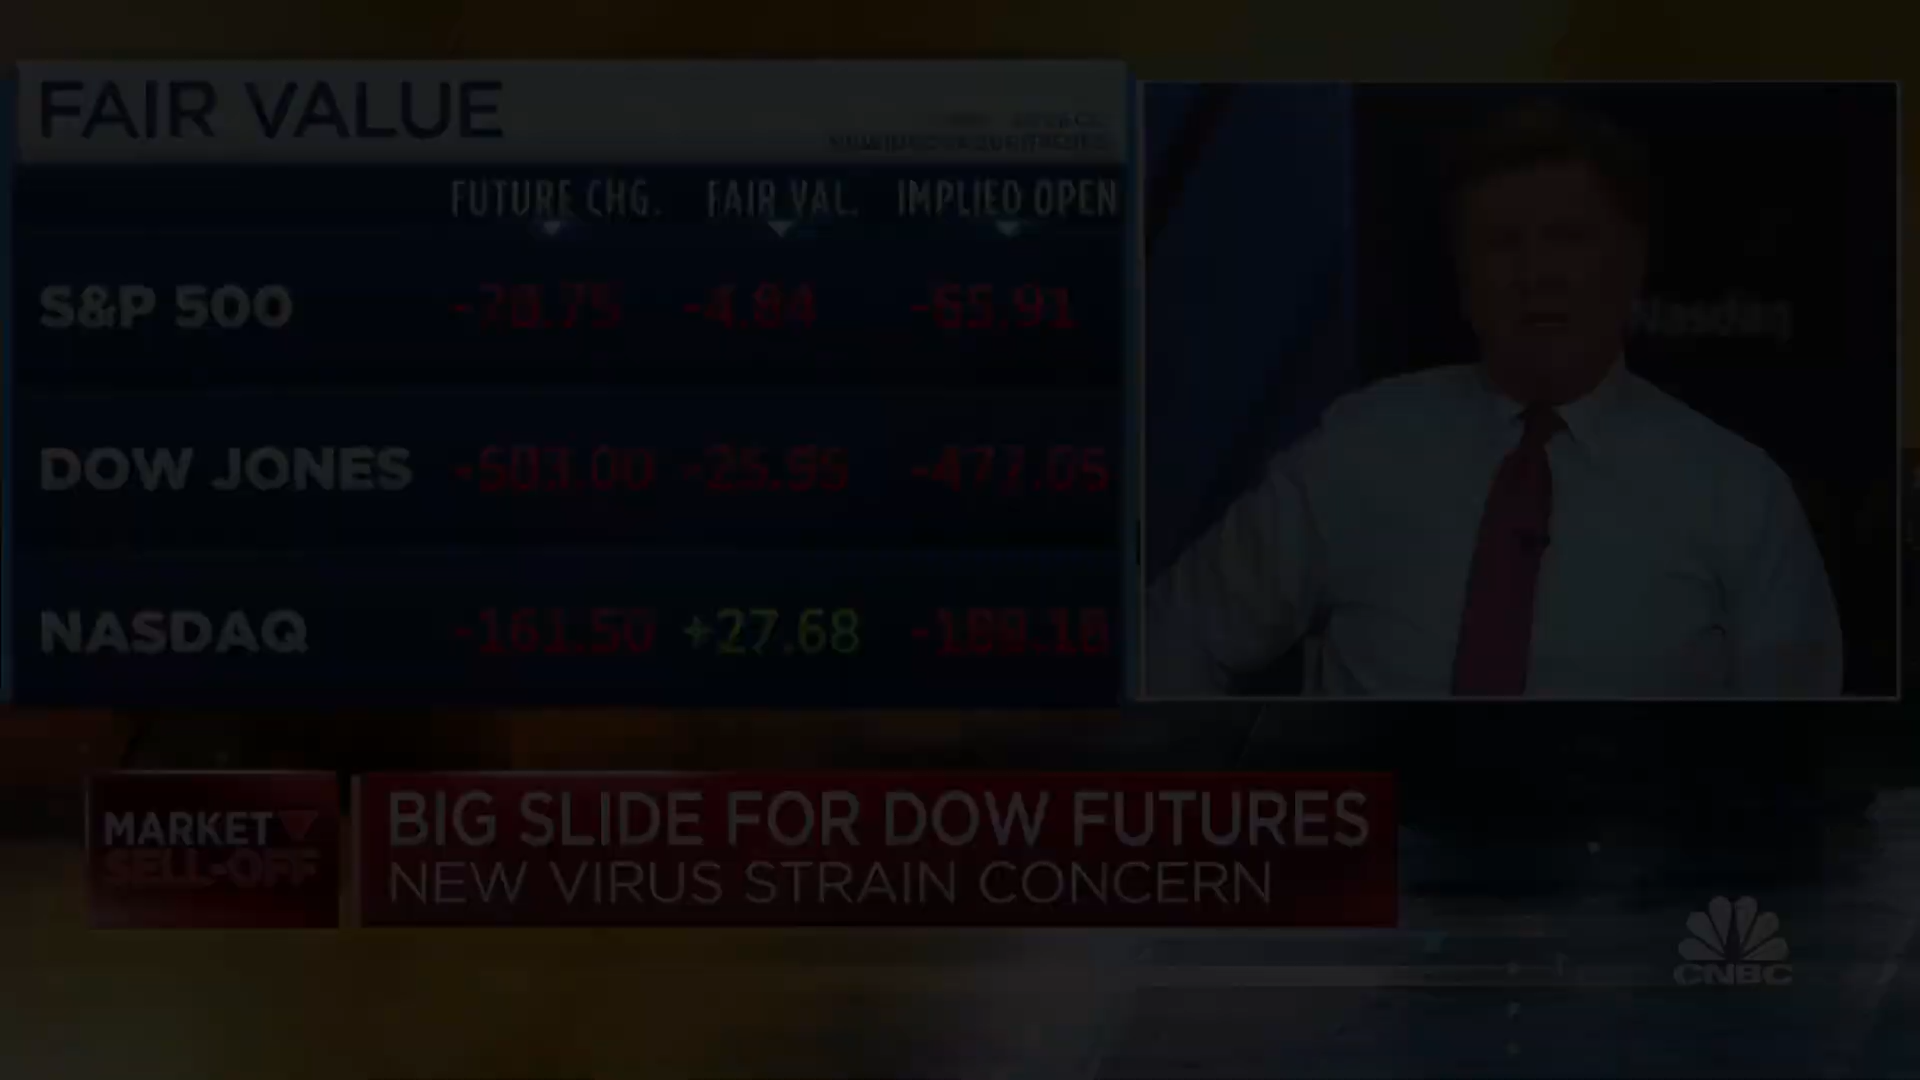 FAIR VALUE
FUTURE CHG. FAIR VAL. IMPLIED OPEN
S&P 500 -70.75 -4.84 -65.91
DOW JONES -503.00 -25.95 -477.05
NASDAQ -161.50 +27.68 -189.18
Nasdaq
MARKET
SELL-OFF
BIG SLIDE FOR DOW FUTURES
NEW VIRUS STRAIN CONCERN
CNBC